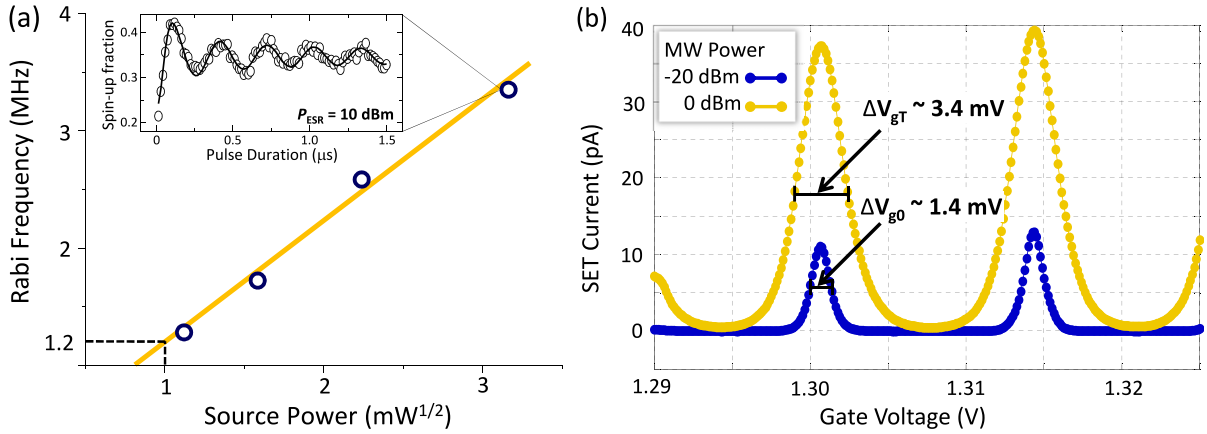 (a)
Rabi Frequency (MHz)
4
3
2
1.2
1
2
3
Source Power (mW^1/2)
Spin-up fraction
0.4
0.3
0.2
0
0.5
1.0
1.5
Pulse Duration (μs)
P_ESR = 10 dBm
(b)
SET Current (pA)
40
30
20
10
0
1.29
1.30
1.31
1.32
Gate Voltage (V)
MW Power
-20 dBm
0 dBm
ΔV_gT ~ 3.4 mV
ΔV_g0 ~ 1.4 mV